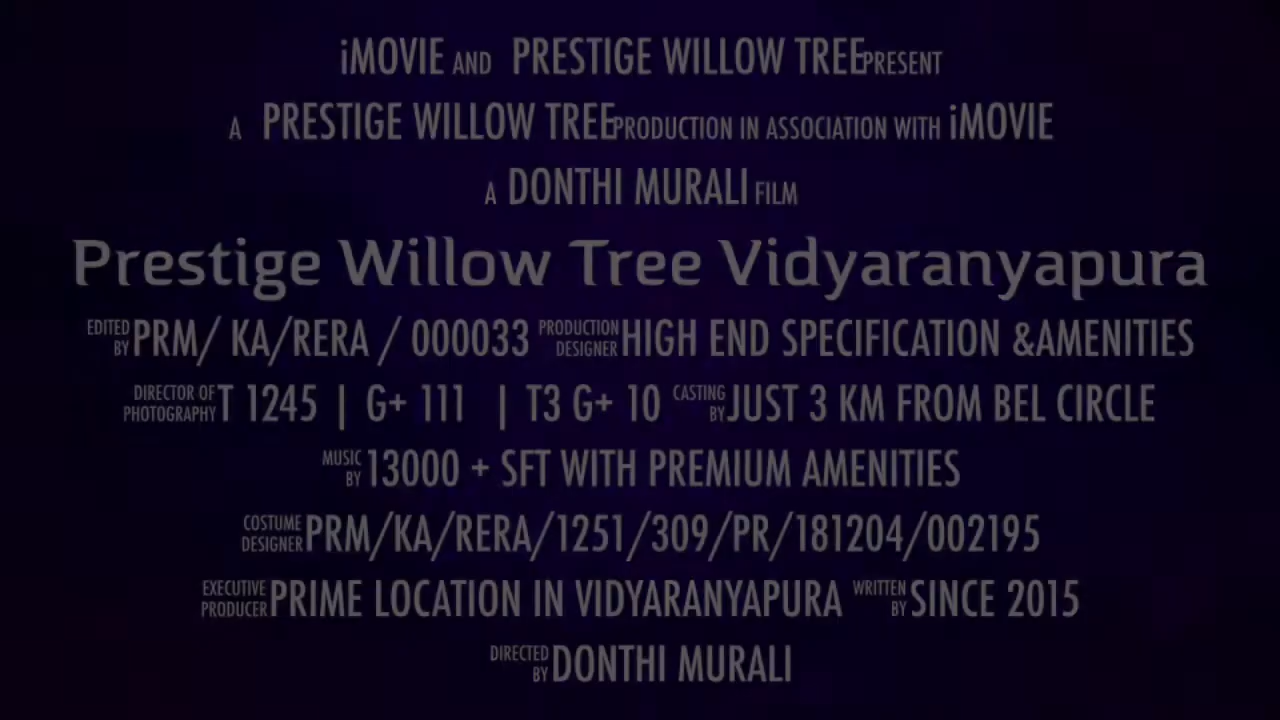 iMOVIE AND PRESTIGE WILLOW TREE PRESENT
A PRESTIGE WILLOW TREE PRODUCTION IN ASSOCIATION WITH iMOVIE
A DONTHI MURALI FILM
Prestige Willow Tree Vidyaranyapura
EDITED BY PRM/ KA/RERA / 000033 PRODUCTION DESIGNER HIGH END SPECIFICATION &AMENITIES
DIRECTOR OF PHOTOGRAPHY T 1245 | G+ 111 | T3 G+ 10 CASTING BY JUST 3 KM FROM BEL CIRCLE
MUSIC BY 13000 + SFT WITH PREMIUM AMENITIES
COSTUME DESIGNER PRM/KA/RERA/1251/309/PR/181204/002195
EXECUTIVE PRODUCER PRIME LOCATION IN VIDYARANYAPURA WRITTEN BY SINCE 2015
DIRECTED BY DONTHI MURALI